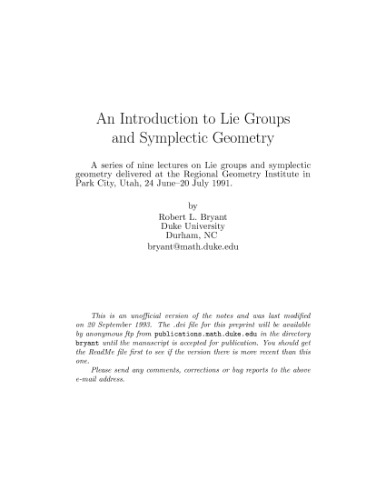 An Introduction to Lie Groups
and Symplectic Geometry
A series of nine lectures on Lie groups and symplectic
geometry delivered at the Regional Geometry Institute in
Park City, Utah, 24 June–20 July 1991.
by
Robert L. Bryant
Duke University
Durham, NC
bryant@math.duke.edu
This is an unofficial version of the notes and was last modified
on 20 September 1993. The .dvi file for this preprint will be available
by anonymous ftp from publications.math.duke.edu in the directory
bryant until the manuscript is accepted for publication. You should get
the ReadMe file first to see if the version there is more recent than this
one.
Please send any comments, corrections or bug reports to the above
e-mail address.